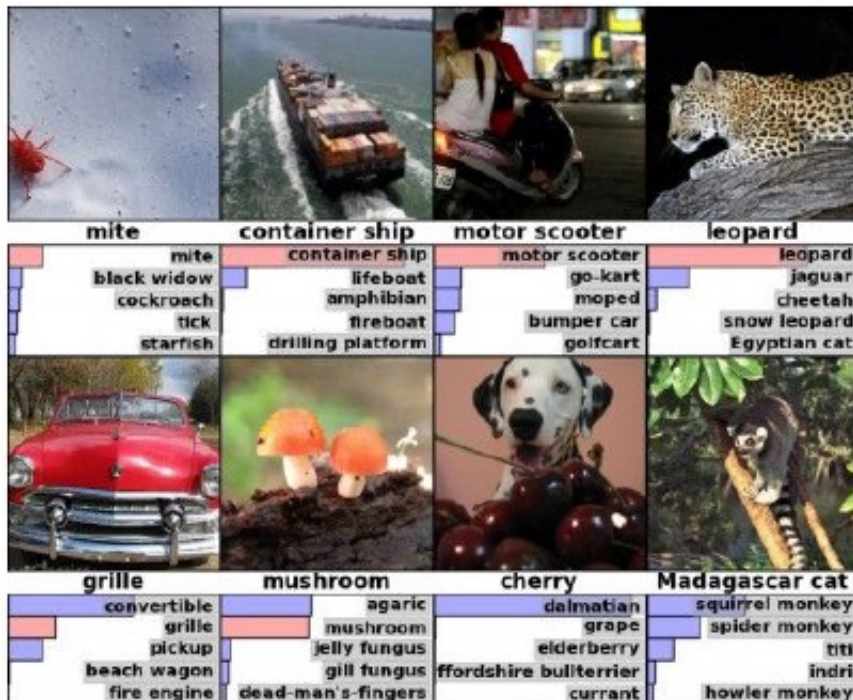 mite container ship motor scooter leopard
mite container ship motor scooter leopard
black widow lifeboat go-kart jaguar
cockroach amphibian moped cheetah
tick fireboat bumper car snow leopard
starfish drilling platform golfcart Egyptian cat
grille mushroom cherry Madagascar cat
convertible agaric dalmatian squirrel monkey
grille mushroom grape spider monkey
pickup jelly fungus elderberry titi
beach wagon gill fungus ffordshire bullterrier indri
fire engine dead-man's-fingers currant howler monkey